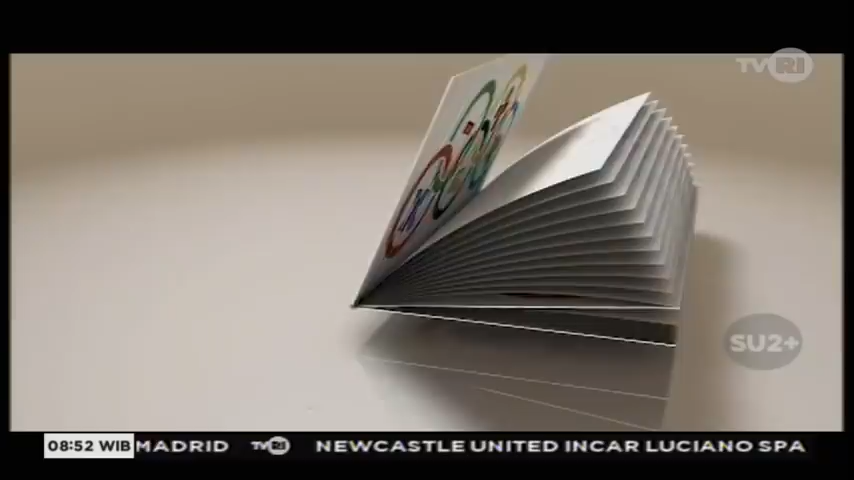 TVRI
SU2+
08:52 WIB MADRID TVRI NEWCASTLE UNITED INCAR LUCIANO SPA